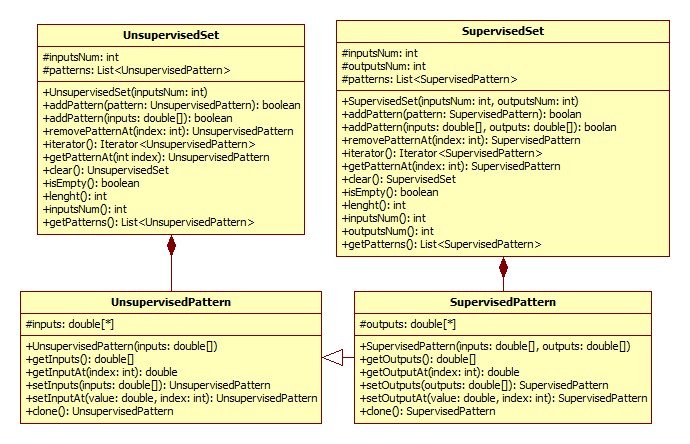 UnsupervisedSet
#inputsNum: int
#patterns: List<UnsupervisedPattern>
+UnsupervisedSet(inputsNum: int)
+addPattern(pattern: UnsupervisedPattern): boolean
+addPattern(inputs: double[]): boolean
+removePatternAt(index: int): UnsupervisedPattern
+iterator(): Iterator<UnsupervisedPattern>
+getPatternAt(int index): UnsupervisedPattern
+clear(): UnsupervisedSet
+isEmpty(): boolean
+lenght(): int
+inputsNum(): int
+getPatterns(): List<UnsupervisedPattern>
SupervisedSet
#inputsNum: int
#outputsNum: int
#patterns: List<SupervisedPattern>
+SupervisedSet(inputsNum: int, outputsNum: int)
+addPattern(pattern: SupervisedPattern): boolan
+addPattern(inputs: double[], outputs: double[]): boolan
+removePatternAt(index: int): SupervisedPattern
+iterator(): Iterator<SupervisedPattern>
+getPatternAt(index: int): SupervisedPattern
+clear(): SupervisedSet
+isEmpty(): boolean
+lenght(): int
+inputsNum(): int
+outputsNum(): int
+getPatterns(): List<SupervisedPattern>
UnsupervisedPattern
#inputs: double[*]
+UnsupervisedPattern(inputs: double[])
+getInputs(): double[]
+getInputAt(index: int): double
+setInputs(inputs: double[]): UnsupervisedPattern
+setInputAt(value: double, index: int): UnsupervisedPattern
+clone(): UnsupervisedPattern
SupervisedPattern
#outputs: double[*]
+SupervisedPattern(inputs: double[], outputs: double[])
+getOutputs(): double[]
+getOutputAt(index: int): double
+setOutputs(outputs: double[]): SupervisedPattern
+setOutputAt(value: double, index: int): SupervisedPattern
+clone(): SupervisedPattern